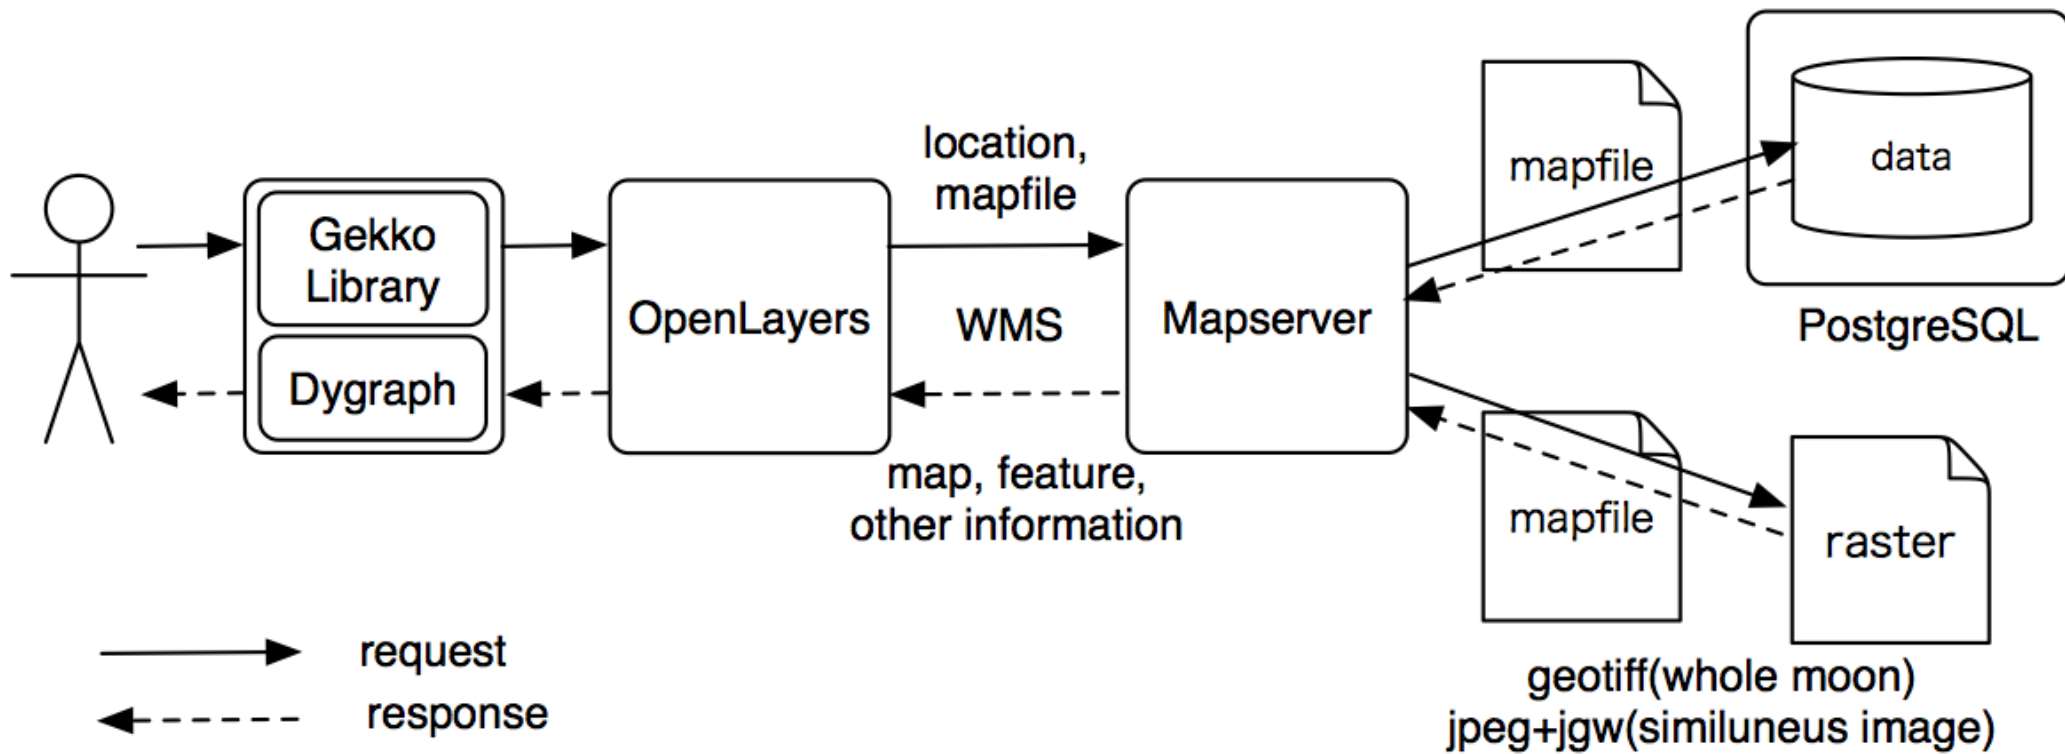 Gekko
Library
Dygraph
OpenLayers
location,
mapfile
WMS
map, feature,
other information
Mapserver
mapfile
data
PostgreSQL
mapfile
raster
geotiff(whole moon)
jpeg+jgw(similuneus image)
request
response